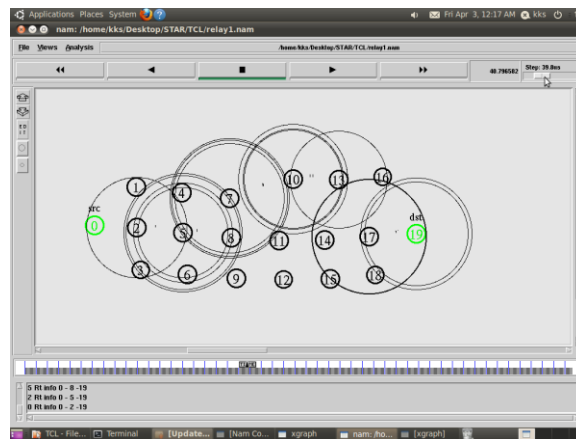 Applications Places System
Fri Apr 3, 12:17 AM kks
nam: /home/kks/Desktop/STAR/TCL/relay1.nam
File Views Analysis /home/kks/Desktop/STAR/TCL/relay1.nam
40.796502 Step: 39.8ms
10 13 16
1 4 7
src dst
0 2 5 8 11 14 17 19
3 6 9 12 15 18
5 Rt info 0 - 8 -19
2 Rt info 0 - 5 -19
0 Rt info 0 - 2 -19
TCL - File... Terminal [Update... [Nam Co... xgraph nam: /ho... [xgraph]